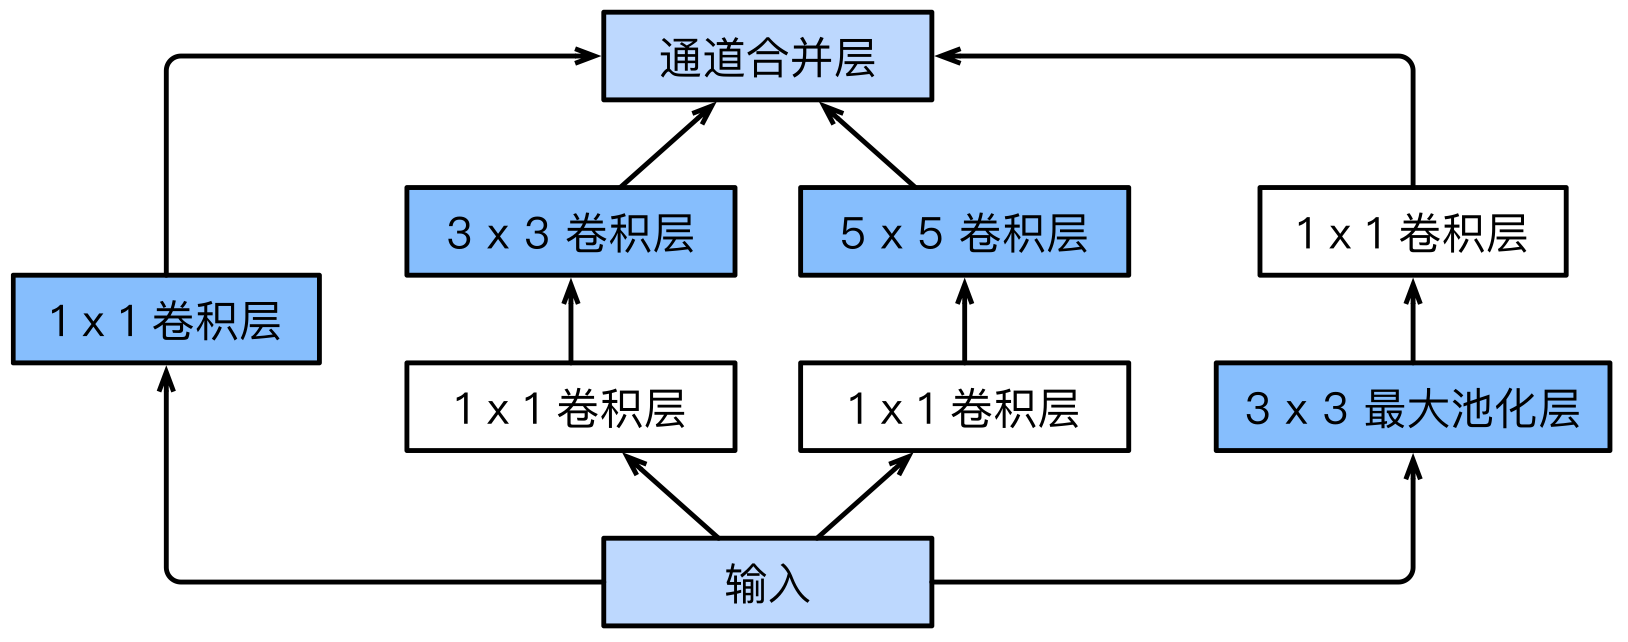 通道合并层
3 x 3 卷积层
5 x 5 卷积层
1 x 1 卷积层
1 x 1 卷积层
1 x 1 卷积层
1 x 1 卷积层
3 x 3 最大池化层
输入